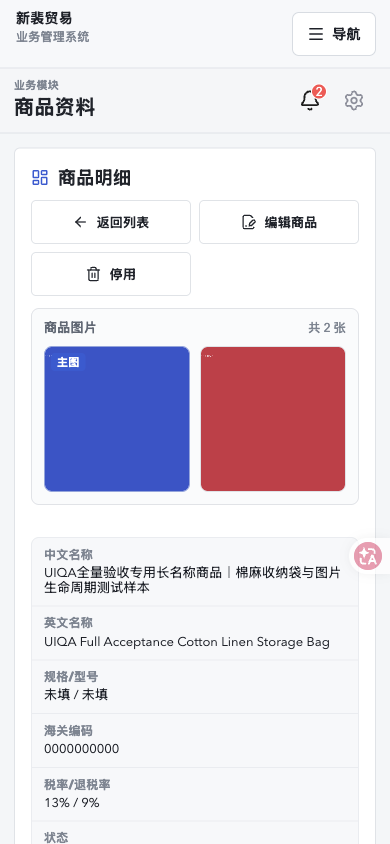 新裴贸易
业务管理系统
导航
业务模块
商品资料
2
商品明细
返回列表
编辑商品
停用
商品图片
共 2 张
主图
中文名称
UIQA全量验收专用长名称商品｜棉麻收纳袋与图片
生命周期测试样本
英文名称
UIQA Full Acceptance Cotton Linen Storage Bag
规格/型号
未填 / 未填
海关编码
0000000000
税率/退税率
13% / 9%
状态